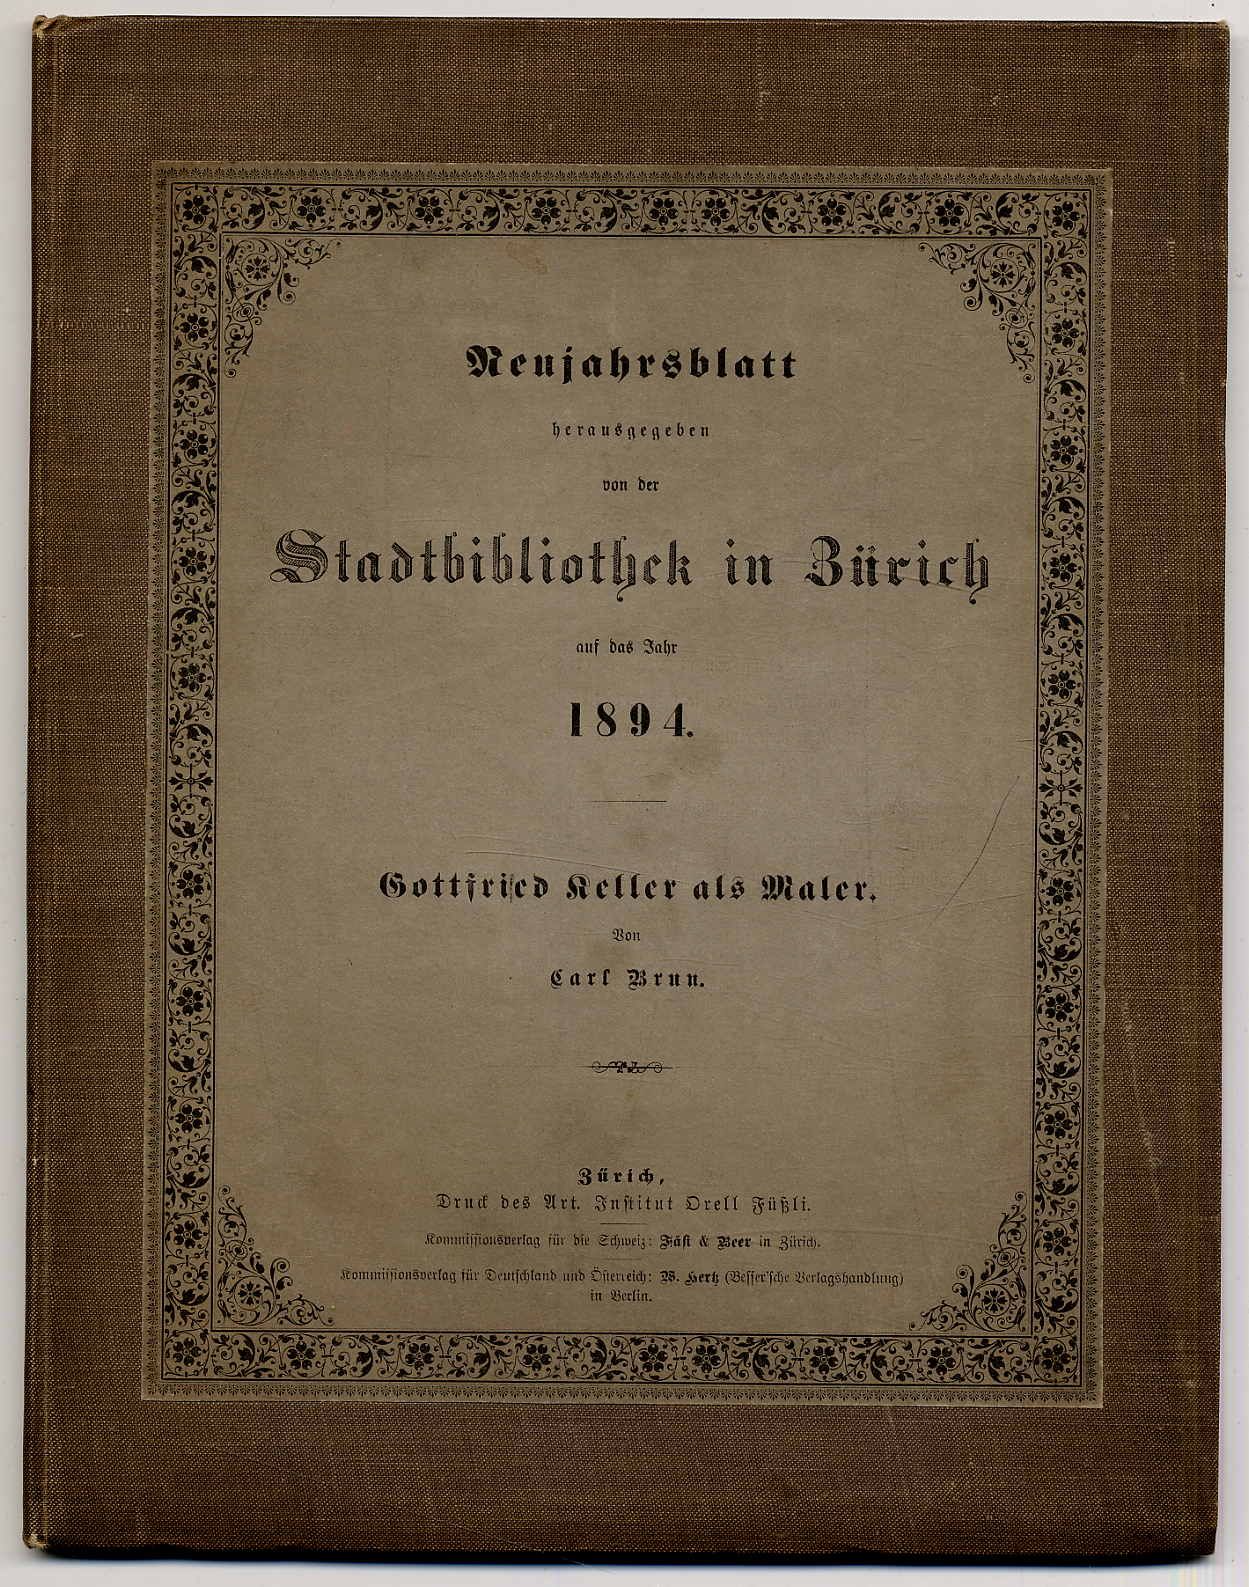 Neujahrsblatt
herausgegeben
von der
Stadtbibliothek in Zürich
auf das Jahr
1894.
Gottfried Keller als Maler.
Von
Carl Brun.
Zürich,
Druck des Art. Institut Orell Füßli.
Kommissionsverlag für die Schweiz: Fäsi & Beer in Zürich.
Kommissionsverlag für Deutschland und Österreich: W. Hertz (Besser'sche Verlagshandlung)
in Berlin.